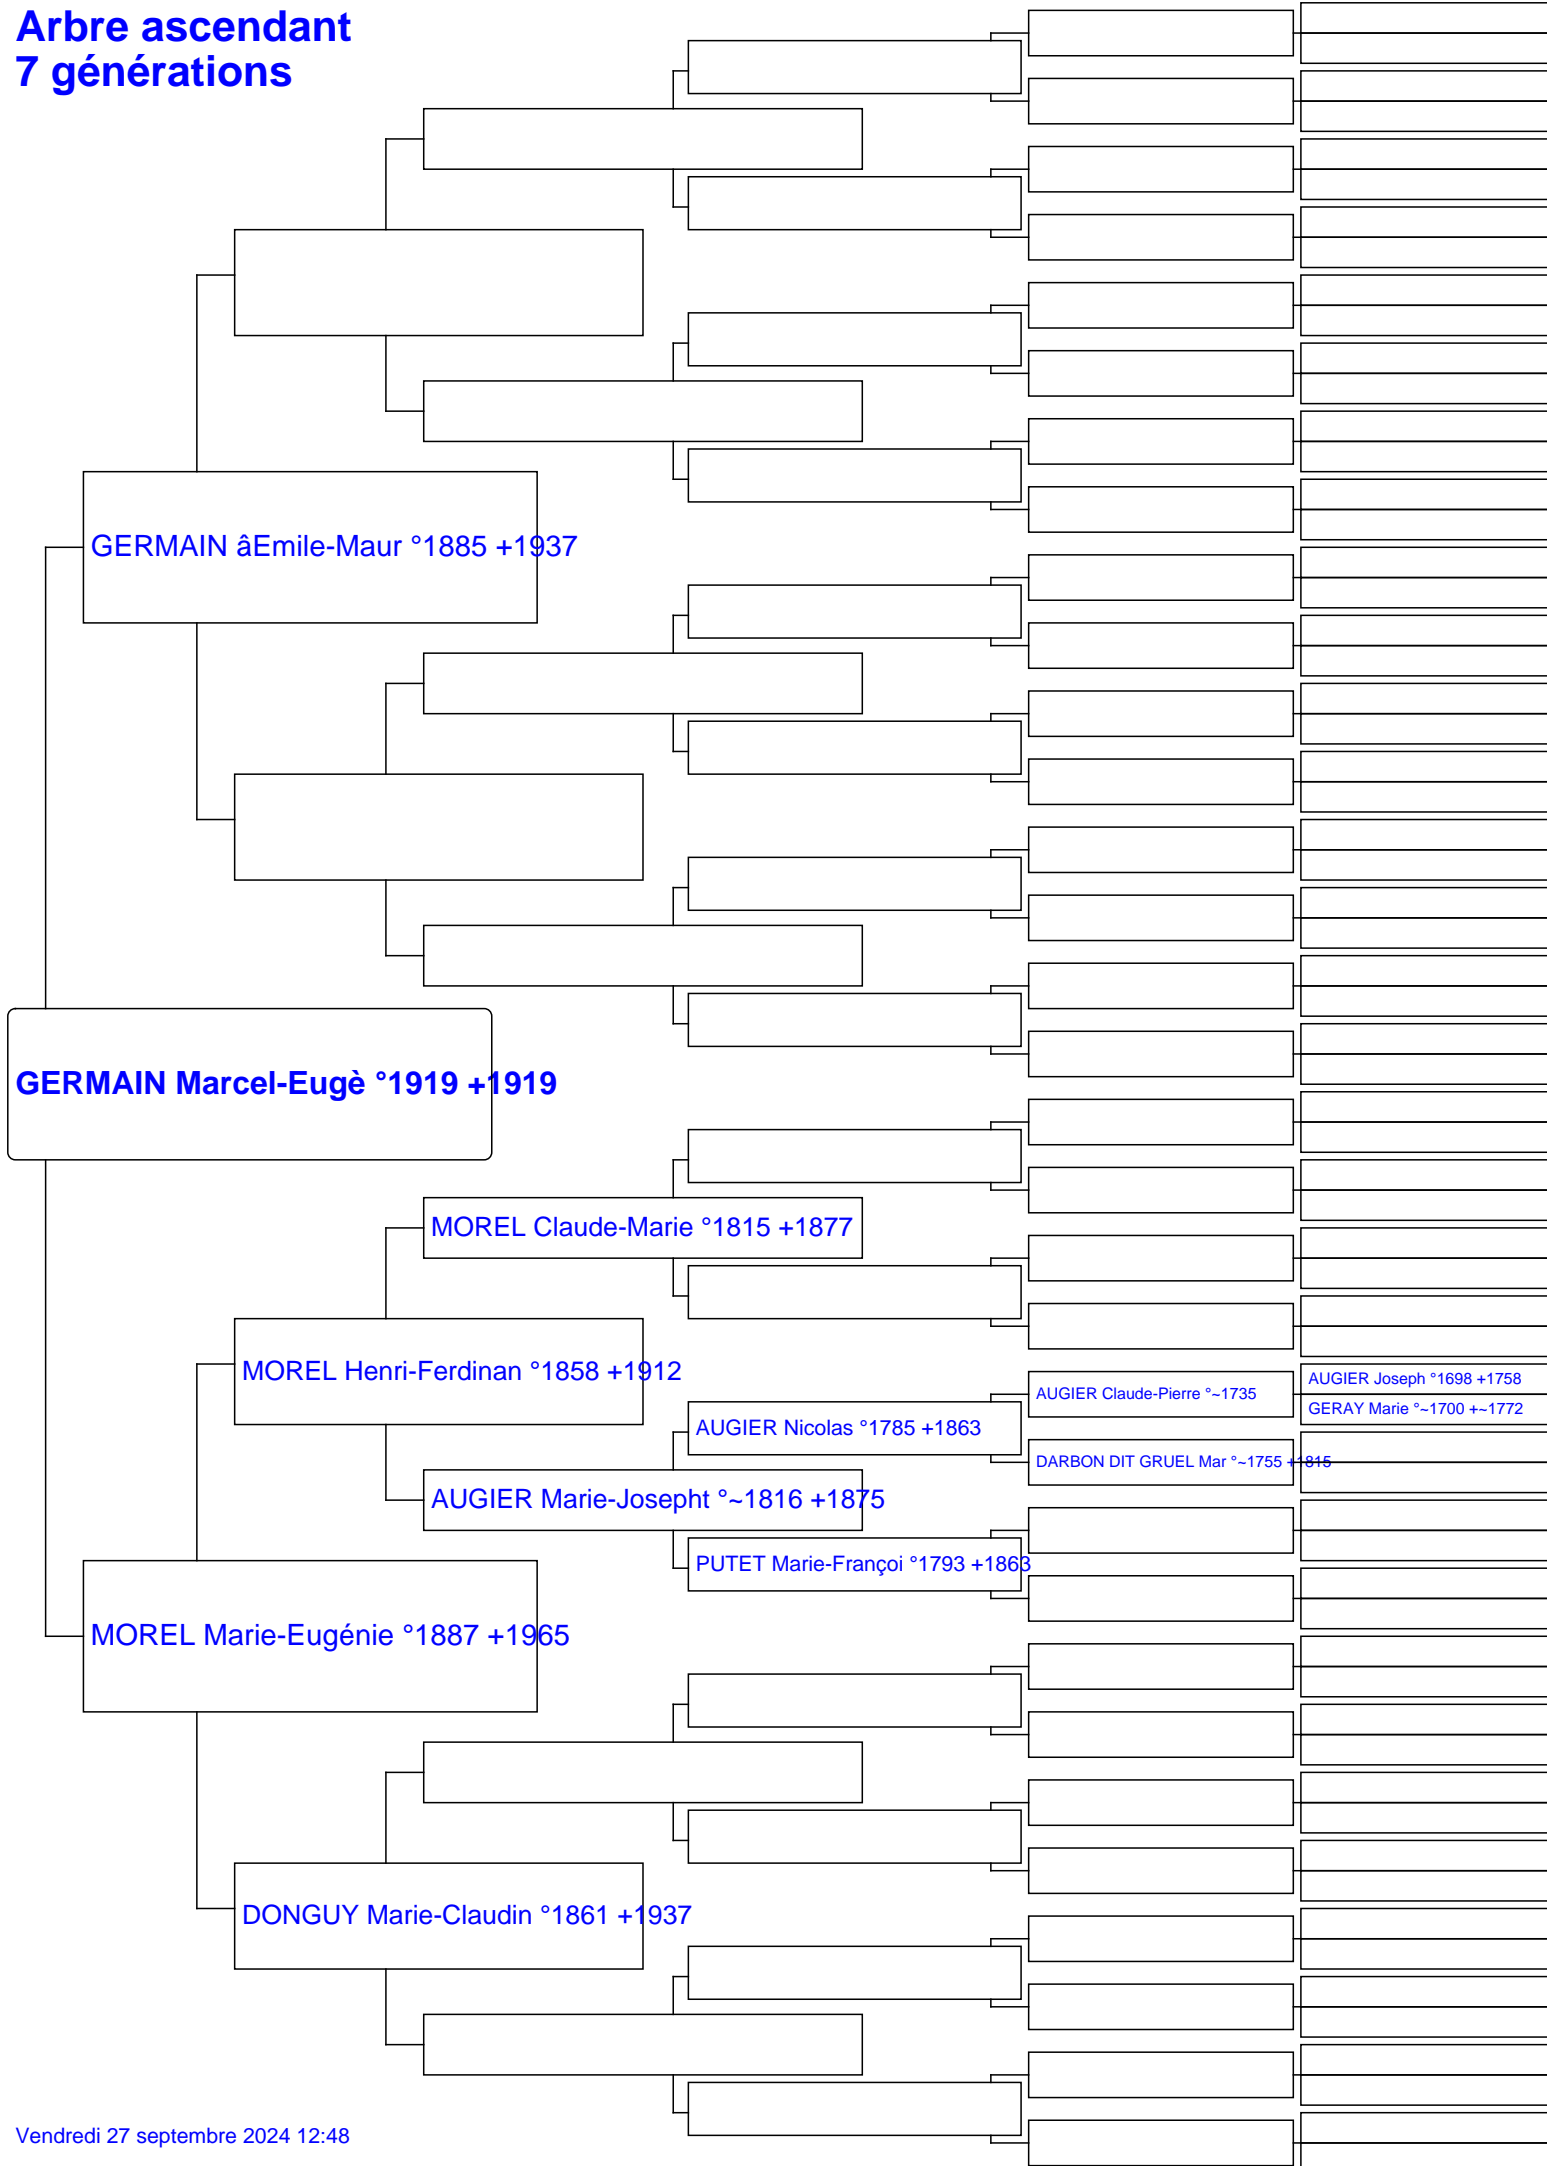 Arbre ascendant
7 générations
GERMAIN âEmile-Maur °1885 +1937
GERMAIN Marcel-Eugè °1919 +1919
MOREL Claude-Marie °1815 +1877
MOREL Henri-Ferdinan °1858 +1912
AUGIER Joseph °1698 +1758
AUGIER Claude-Pierre °~1735
GERAY Marie °~1700 +~1772
AUGIER Nicolas °1785 +1863
DARBON DIT GRUEL Mar °~1755 +1815
AUGIER Marie-Josepht °~1816 +1875
PUTET Marie-Françoi °1793 +1863
MOREL Marie-Eugénie °1887 +1965
DONGUY Marie-Claudin °1861 +1937
Vendredi 27 septembre 2024 12:48